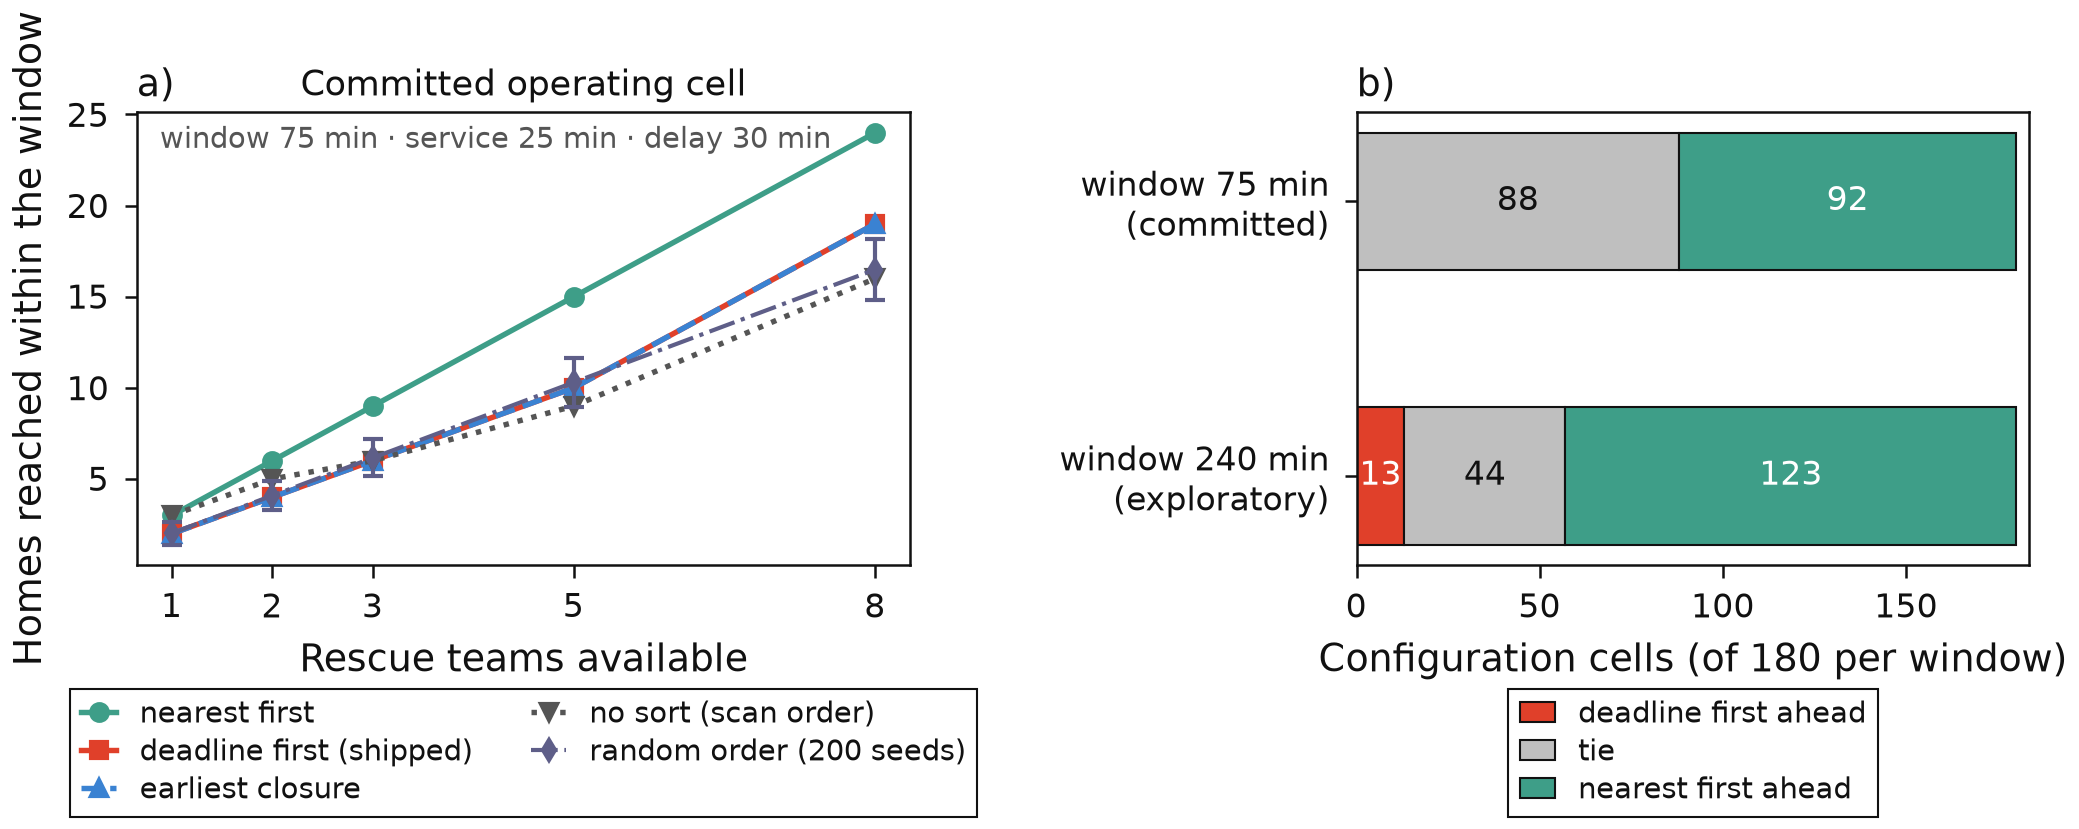 a)
Committed operating cell
window 75 min · service 25 min · delay 30 min
Homes reached within the window
25
20
15
10
5
1 2 3 5 8
Rescue teams available
nearest first
deadline first (shipped)
earliest closure
no sort (scan order)
random order (200 seeds)
b)
window 75 min
(committed)
88 92
window 240 min
(exploratory)
13 44 123
0 50 100 150
Configuration cells (of 180 per window)
deadline first ahead
tie
nearest first ahead